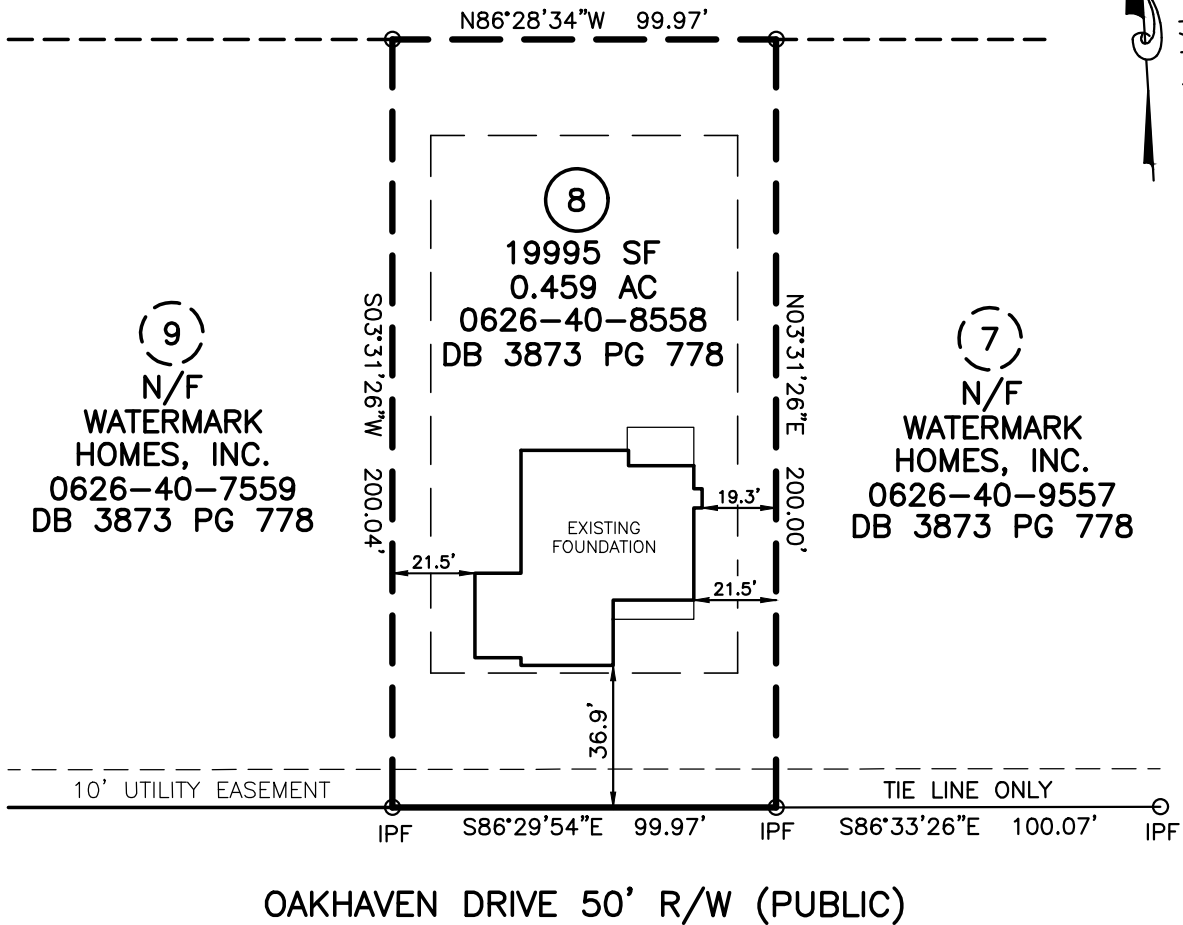 N86°28'34"W 99.97'
8
19995 SF
0.459 AC
0626-40-8558
DB 3873 PG 778
S03°31'26"W 200.04'
N03°31'26"E 200.00'
9
N/F
WATERMARK
HOMES, INC.
0626-40-7559
DB 3873 PG 778
7
N/F
WATERMARK
HOMES, INC.
0626-40-9557
DB 3873 PG 778
19.3'
EXISTING
FOUNDATION
21.5'
21.5'
36.9'
10' UTILITY EASEMENT
TIE LINE ONLY
IPF
S86°29'54"E 99.97'
IPF
S86°33'26"E 100.07'
IPF
OAKHAVEN DRIVE 50' R/W (PUBLIC)